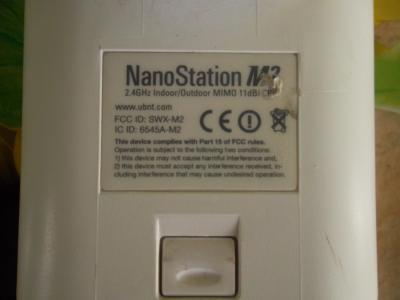 NanoStation M2
2.4GHz Indoor/Outdoor MIMO 11dBi CPE
www.ubnt.com
FCC ID: SWX-M2
IC ID: 6545A-M2
CE
This device complies with Part 15 of FCC rules.
Operation is subject to the following two conditions:
1) this device may not cause harmful interference and,
2) this device must accept any interference received, in-
cluding interference that may cause undesired operation.